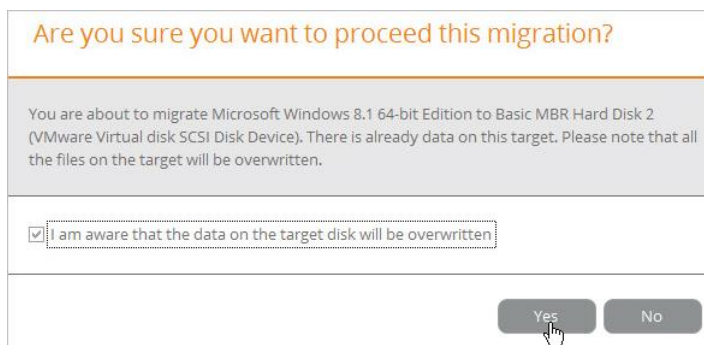 Are you sure you want to proceed this migration?
You are about to migrate Microsoft Windows 8.1 64-bit Edition to Basic MBR Hard Disk 2
(VMware Virtual disk SCSI Disk Device). There is already data on this target. Please note that all
the files on the target will be overwritten.
I am aware that the data on the target disk will be overwritten
Yes No